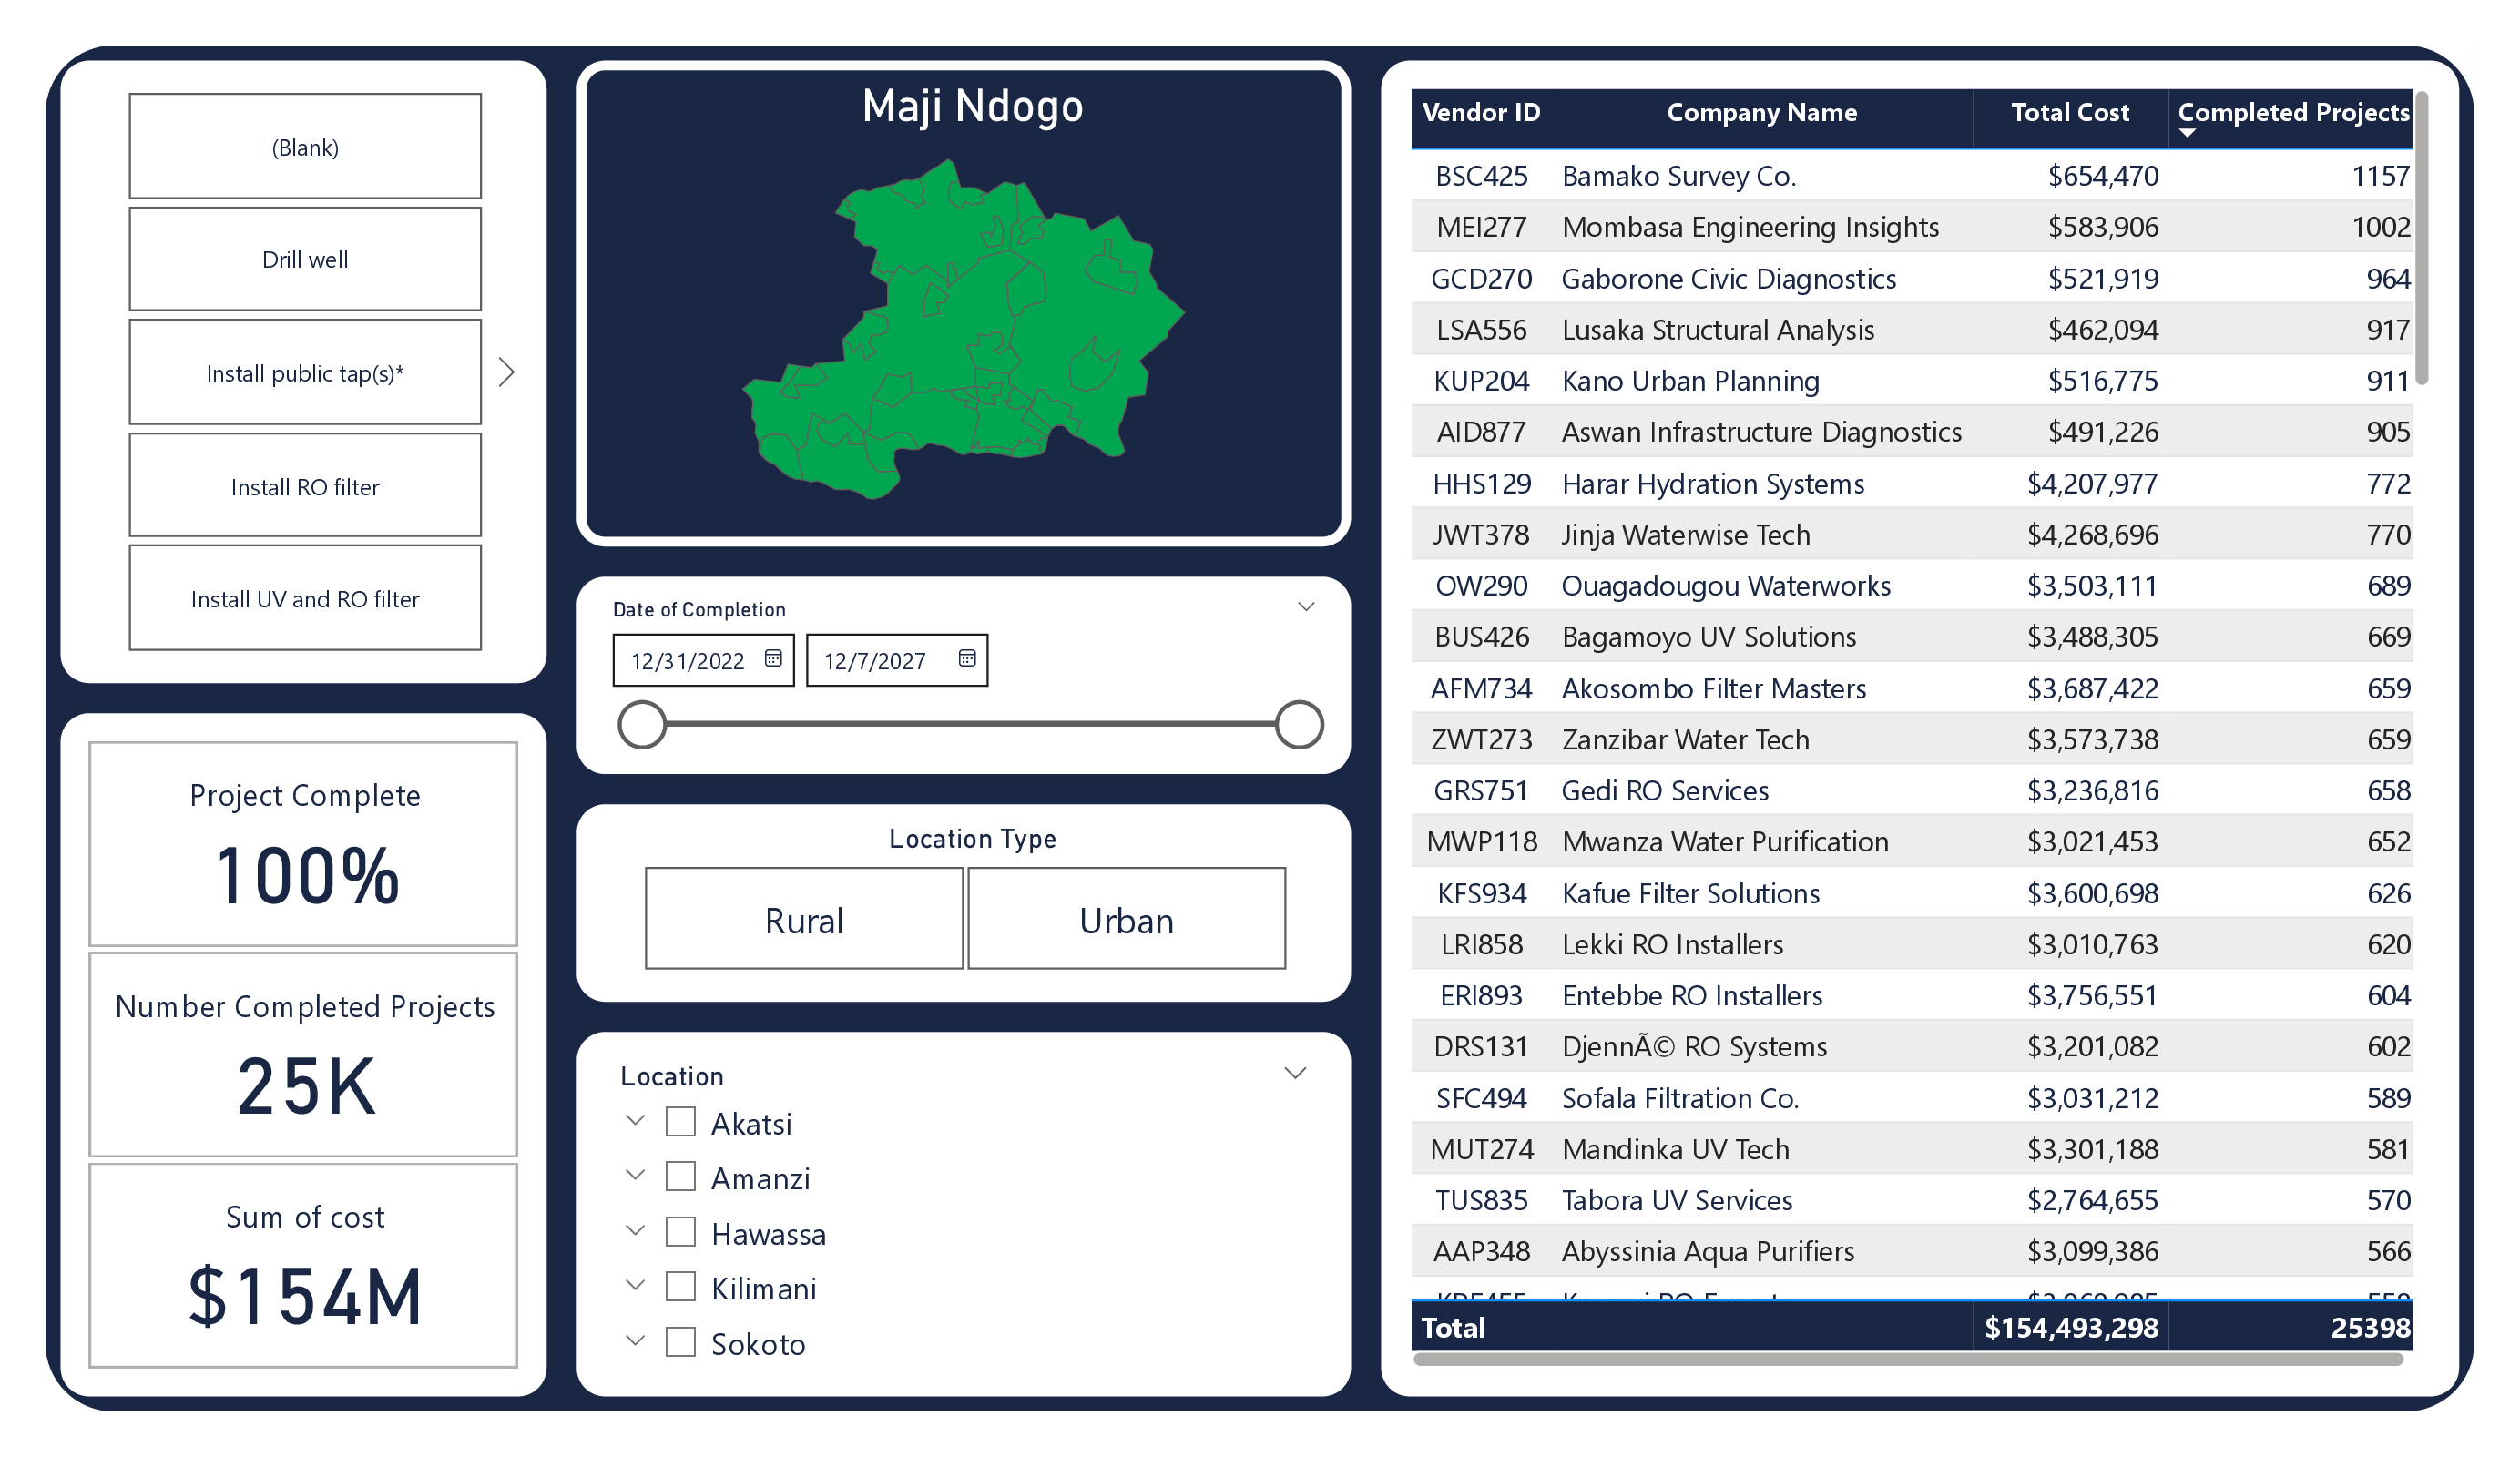 (Blank)
Drill well
Install public tap(s)*
Install RO filter
Install UV and RO filter
Project Complete
100%
Number Completed Projects
25K
Sum of cost
$154M
Maji Ndogo
Date of Completion
12/31/2022 12/7/2027
Location Type
Rural Urban
Location
Akatsi
Amanzi
Hawassa
Kilimani
Sokoto
Vendor ID Company Name Total Cost Completed Projects
BSC425 Bamako Survey Co. $654,470 1157
MEI277 Mombasa Engineering Insights $583,906 1002
GCD270 Gaborone Civic Diagnostics $521,919 964
LSA556 Lusaka Structural Analysis $462,094 917
KUP204 Kano Urban Planning $516,775 911
AID877 Aswan Infrastructure Diagnostics $491,226 905
HHS129 Harar Hydration Systems $4,207,977 772
JWT378 Jinja Waterwise Tech $4,268,696 770
OW290 Ouagadougou Waterworks $3,503,111 689
BUS426 Bagamoyo UV Solutions $3,488,305 669
AFM734 Akosombo Filter Masters $3,687,422 659
ZWT273 Zanzibar Water Tech $3,573,738 659
GRS751 Gedi RO Services $3,236,816 658
MWP118 Mwanza Water Purification $3,021,453 652
KFS934 Kafue Filter Solutions $3,600,698 626
LRI858 Lekki RO Installers $3,010,763 620
ERI893 Entebbe RO Installers $3,756,551 604
DRS131 DjennÃ© RO Systems $3,201,082 602
SFC494 Sofala Filtration Co. $3,031,212 589
MUT274 Mandinka UV Tech $3,301,188 581
TUS835 Tabora UV Services $2,764,655 570
AAP348 Abyssinia Aqua Purifiers $3,099,386 566
Total $154,493,298 25398